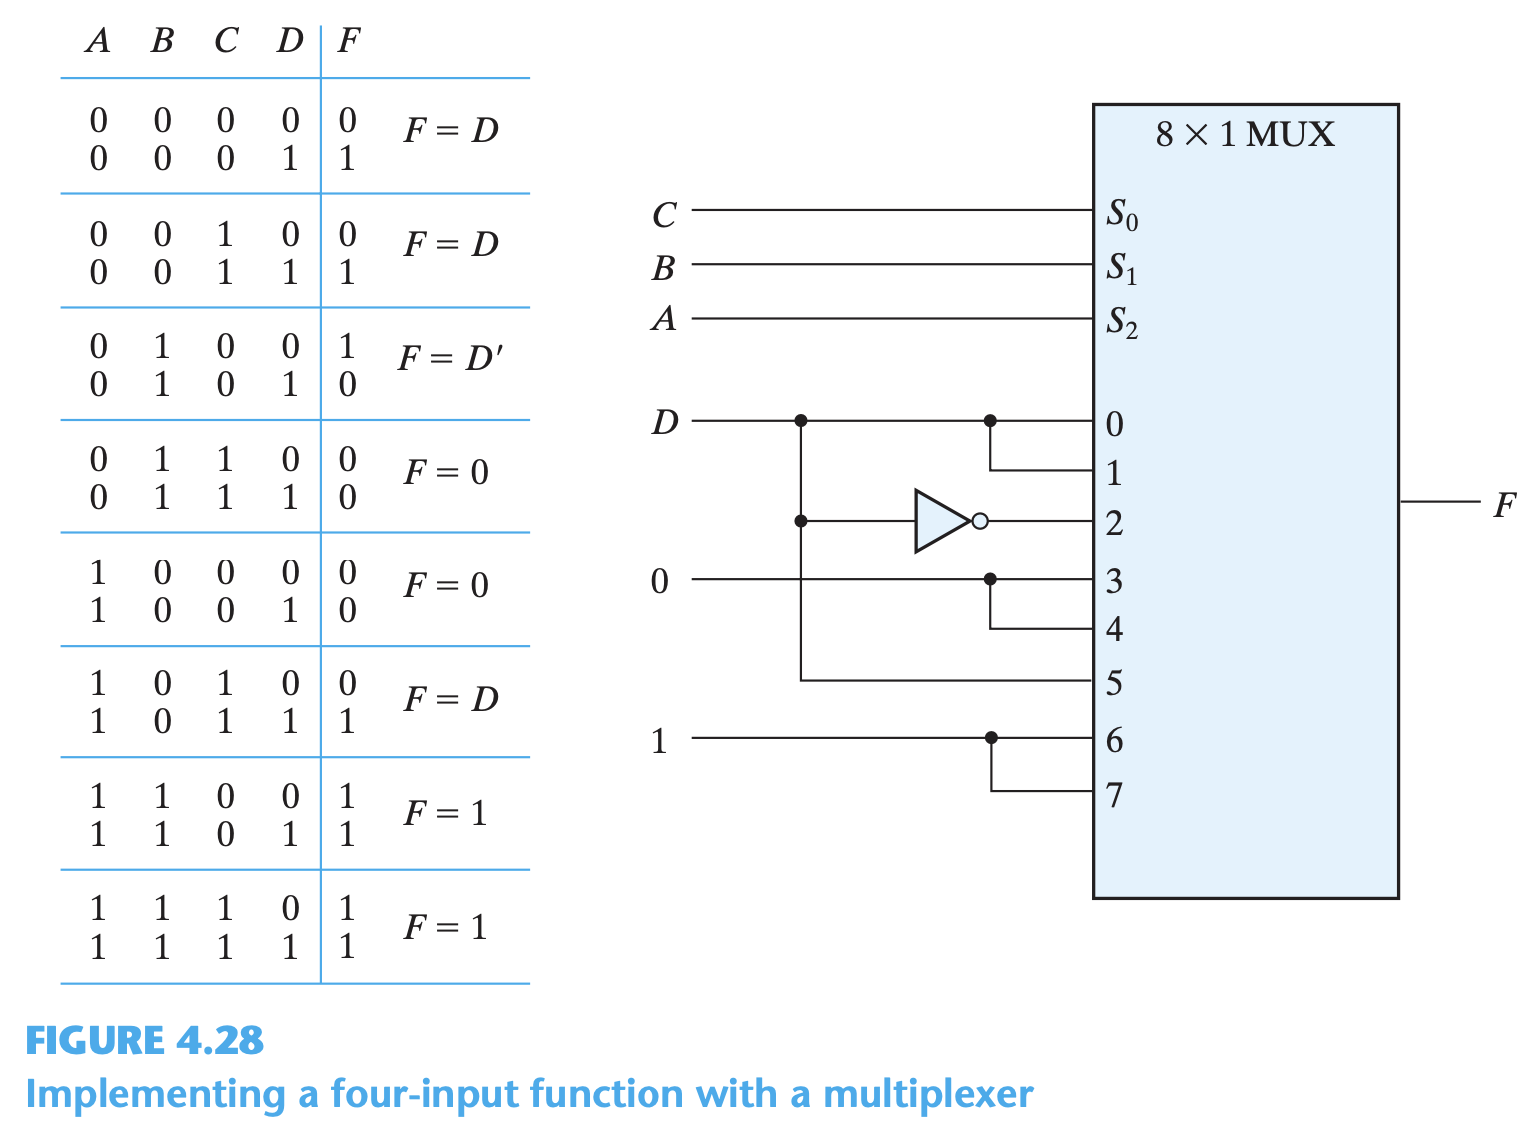 A B C D F
0 0 0 0 0
F = D
0 0 0 1 1
0 0 1 0 0
F = D
0 0 1 1 1
0 1 0 0 1
F = D′
0 1 0 1 0
0 1 1 0 0
F = 0
0 1 1 1 0
1 0 0 0 0
F = 0
1 0 0 1 0
1 0 1 0 0
F = D
1 0 1 1 1
1 1 0 0 1
F = 1
1 1 0 1 1
1 1 1 0 1
F = 1
1 1 1 1 1
8 × 1 MUX
C S₀
B S₁
A S₂
D 0
1
2
F
0 3
4
5
1 6
7
FIGURE 4.28
Implementing a four-input function with a multiplexer